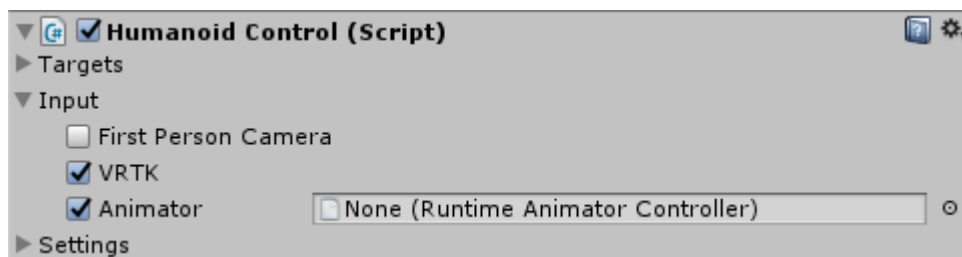 Humanoid Control (Script)
Targets
Input
First Person Camera
VRTK
Animator None (Runtime Animator Controller)
Settings